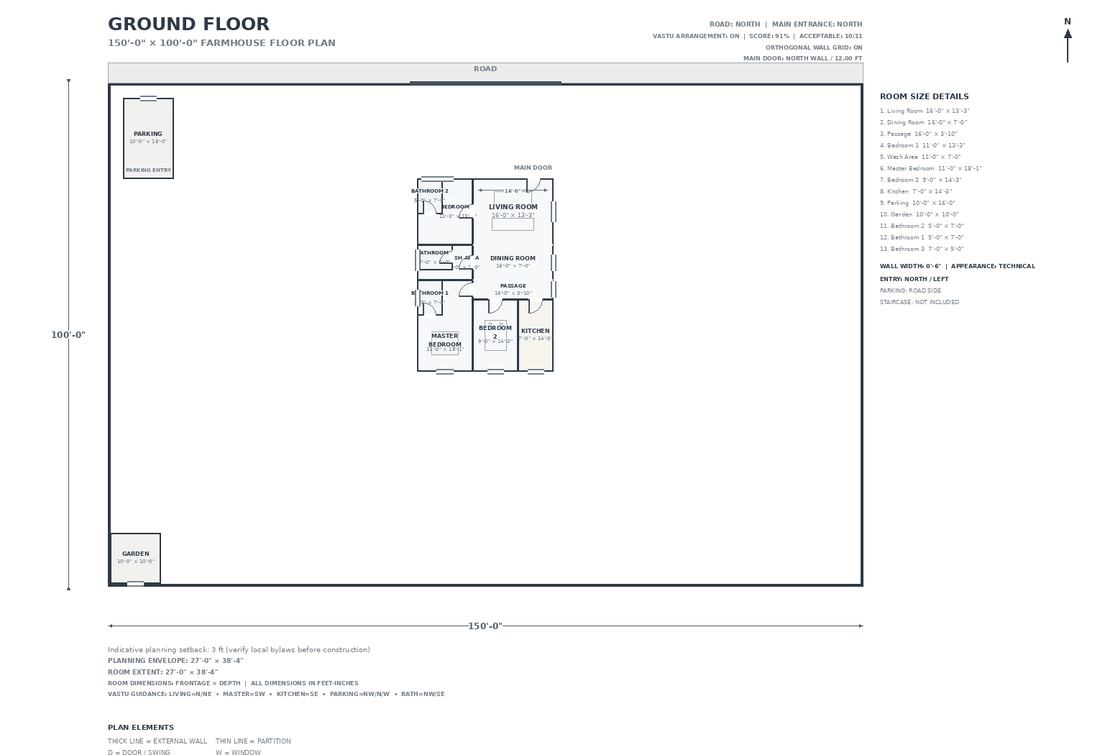 GROUND FLOOR
150'-0" × 100'-0" FARMHOUSE FLOOR PLAN
ROAD: NORTH | MAIN ENTRANCE: NORTH
VASTU ARRANGEMENT: ON | SCORE: 91% | ACCEPTABLE: 10/11
ORTHOGONAL WALL GRID: ON
MAIN DOOR: NORTH WALL / 12.00 FT
N
ROAD
PARKING
10'-0" × 16'-0"
PARKING ENTRY
MAIN DOOR
BATHROOM 2
16'-0"
LIVING ROOM
16'-0" × 13'-3"
DINING ROOM
16'-0" × 7'-0"
PASSAGE
16'-0" × 3'-10"
MASTER
BEDROOM
BEDROOM
2
9'-0" × 14'-3"
KITCHEN
7'-0" × 14'-3"
100'-0"
GARDEN
10'-0" × 10'-0"
150'-0"
ROOM SIZE DETAILS
1. Living Room 16'-0" × 13'-3"
2. Dining Room 16'-0" × 7'-0"
3. Passage 16'-0" × 3'-10"
4. Bedroom 1 11'-0" × 13'-3"
5. Wash Area 11'-0" × 7'-0"
6. Master Bedroom 11'-0" × 18'-1"
7. Bedroom 2 9'-0" × 14'-3"
8. Kitchen 7'-0" × 14'-3"
9. Parking 10'-0" × 16'-0"
10. Garden 10'-0" × 10'-0"
11. Bathroom 2 5'-0" × 7'-0"
12. Bathroom 1 5'-0" × 7'-0"
13. Bathroom 3 7'-0" × 5'-0"
WALL WIDTH: 0'-6" | APPEARANCE: TECHNICAL
ENTRY: NORTH / LEFT
PARKING: ROAD SIDE
STAIRCASE: NOT INCLUDED
Indicative planning setback: 3 ft (verify local bylaws before construction)
PLANNING ENVELOPE: 27'-0" × 38'-4"
ROOM EXTENT: 27'-0" × 38'-4"
ROOM DIMENSIONS: FRONTAGE × DEPTH | ALL DIMENSIONS IN FEET-INCHES
VASTU GUIDANCE: LIVING=N/NE • MASTER=SW • KITCHEN=SE • PARKING=NW/N/W • BATH=NW/SE
PLAN ELEMENTS
THICK LINE = EXTERNAL WALL THIN LINE = PARTITION
D = DOOR / SWING W = WINDOW